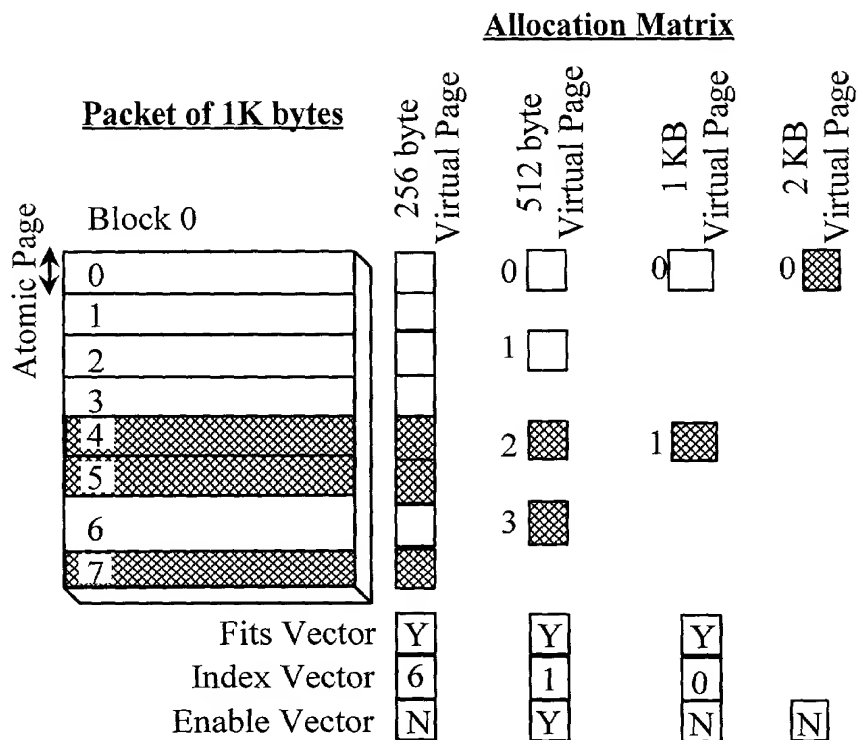 Allocation Matrix
Packet of 1K bytes
256 byte
Virtual Page
512 byte
Virtual Page
1 KB
Virtual Page
2 KB
Virtual Page
Block 0
Atomic Page
0
1
2
3
4
5
6
7
0
1
2
3
0
1
0
Fits Vector Y Y Y
Index Vector 6 1 0
Enable Vector N Y N N